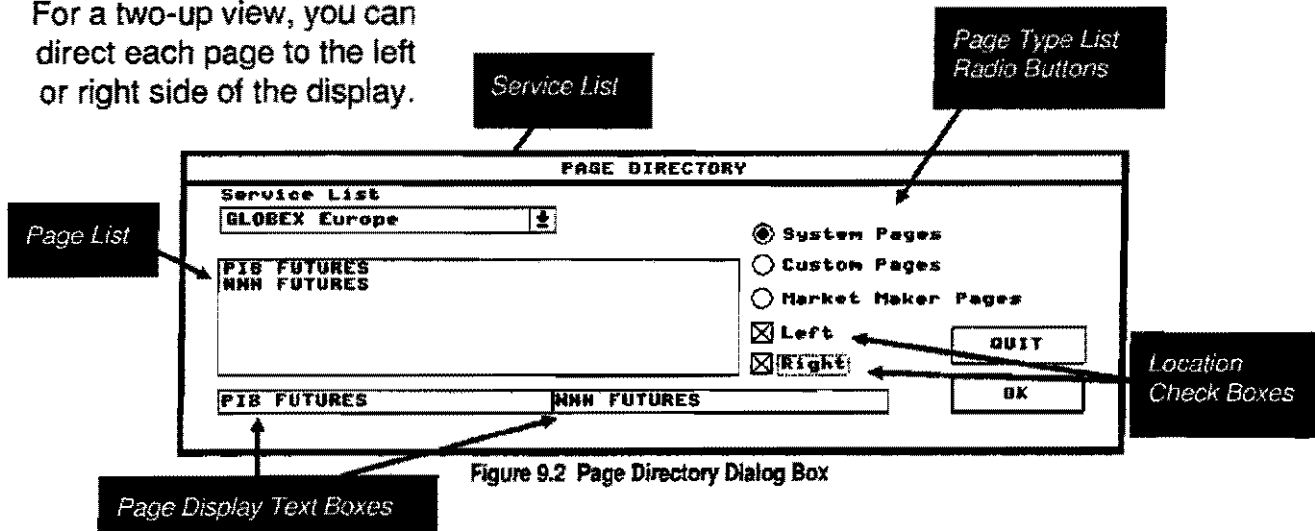 For a two-up view, you can
direct each page to the left
or right side of the display.
Service List
Page Type List
Radio Buttons
PAGE DIRECTORY
Service List
GLOBEX Europe
Page List
System Pages
PIB FUTURES
NNN FUTURES
Custom Pages
Market Maker Pages
Left
Right
QUIT
OK
Location
Check Boxes
PIB FUTURES
NNN FUTURES
Figure 9.2 Page Directory Dialog Box
Page Display Text Boxes